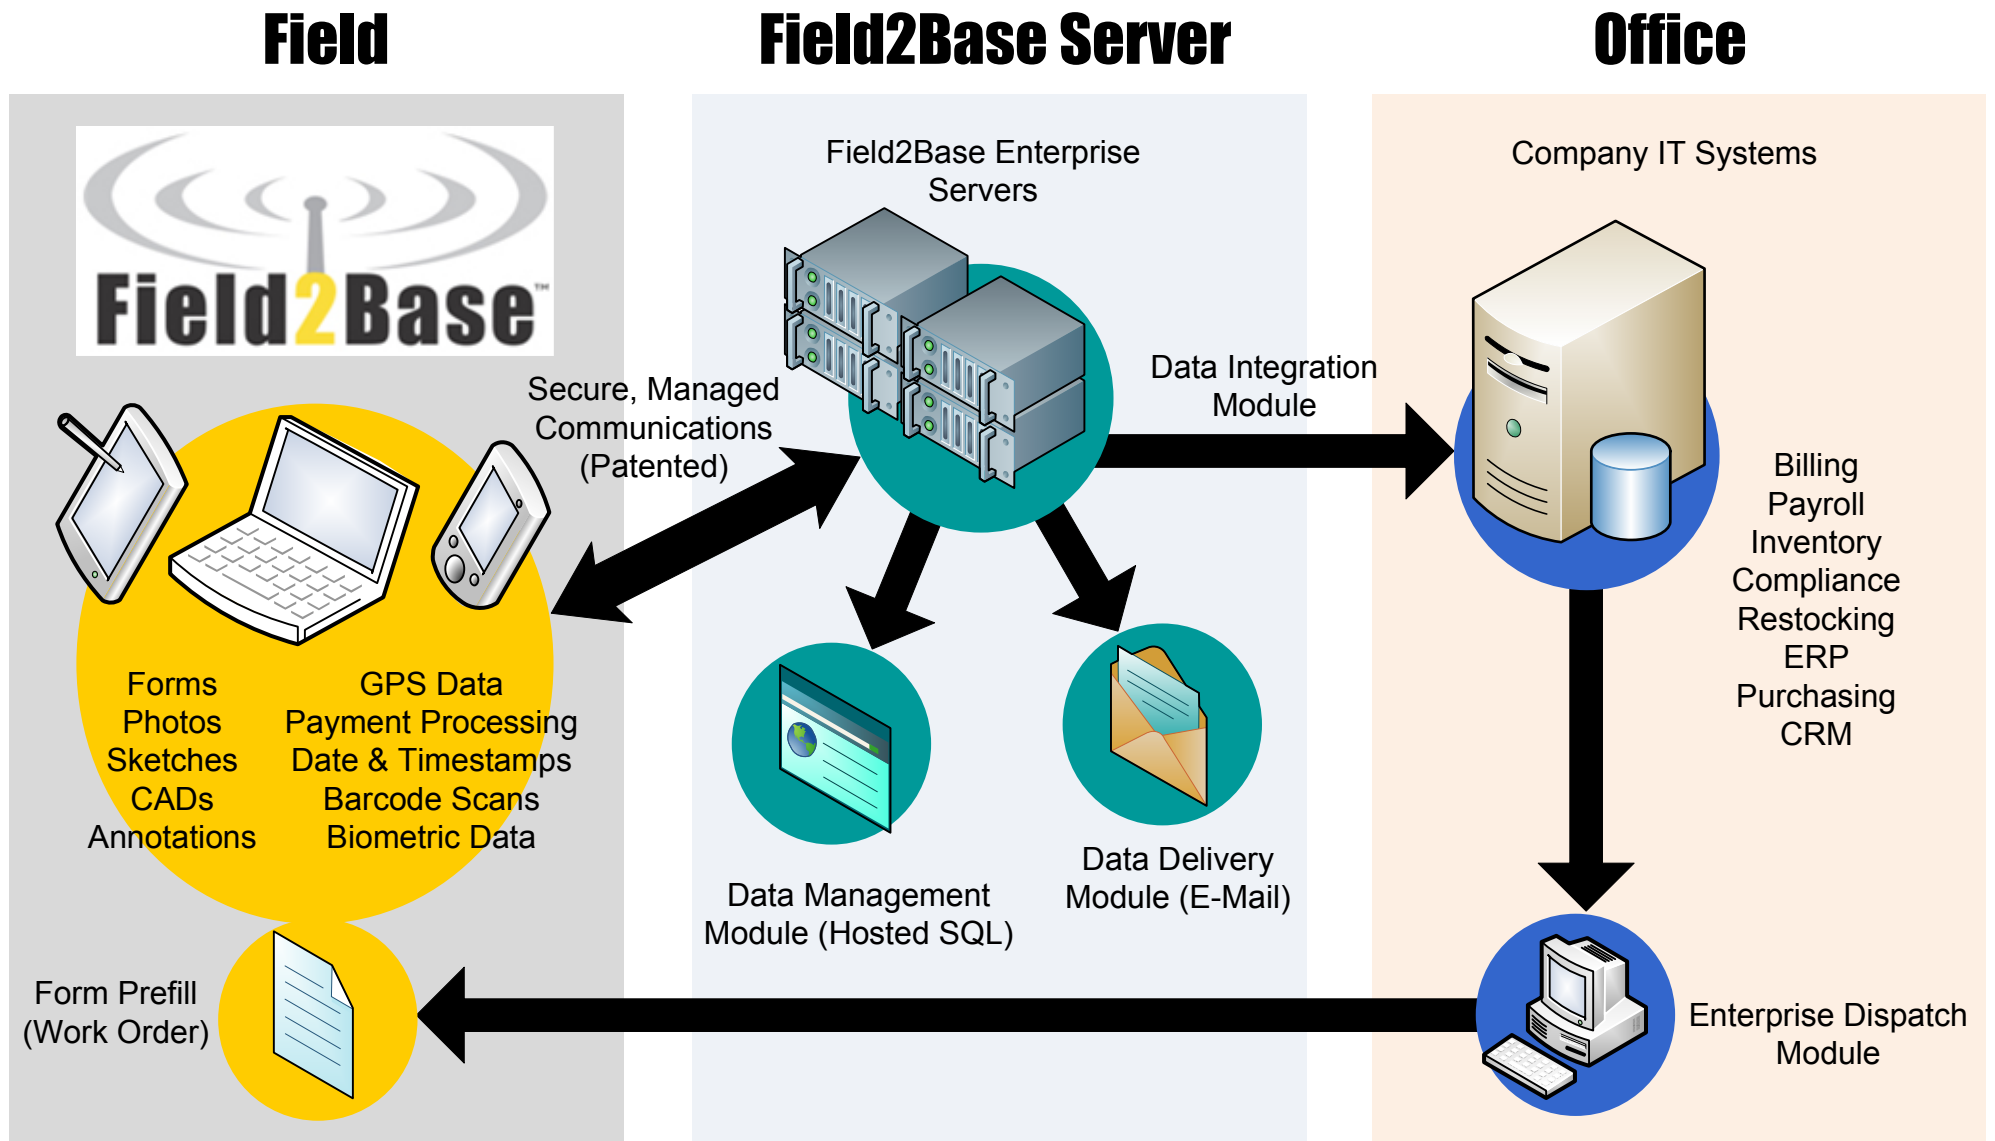 Field
Field2Base Server
Office
Field2Base™
Secure, Managed
Communications
(Patented)
Forms
Photos
Sketches
CADs
Annotations
GPS Data
Payment Processing
Date & Timestamps
Barcode Scans
Biometric Data
Form Prefill
(Work Order)
Field2Base Enterprise
Servers
Data Management
Module (Hosted SQL)
Data Delivery
Module (E-Mail)
Data Integration
Module
Company IT Systems
Billing
Payroll
Inventory
Compliance
Restocking
ERP
Purchasing
CRM
Enterprise Dispatch
Module